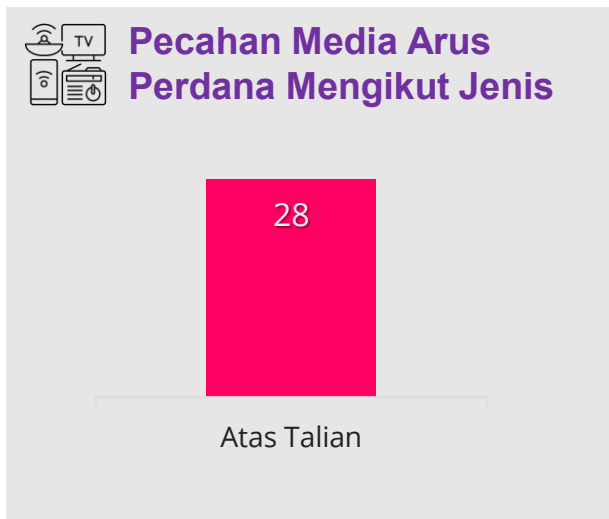 TV
Pecahan Media Arus
Perdana Mengikut Jenis
28
Atas Talian